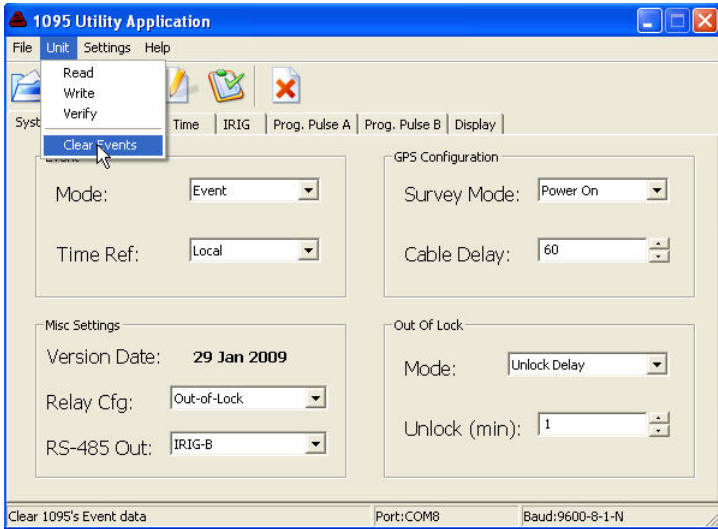 1095 Utility Application
File Unit Settings Help
Read
Write
Verify
Clear Events
Syst
Time IRIG Prog. Pulse A Prog. Pulse B Display
Event
Mode: Event
Time Ref: Local
GPS Configuration
Survey Mode: Power On
Cable Delay: 60
Misc Settings
Version Date: 29 Jan 2009
Relay Cfg: Out-of-Lock
RS-485 Out: IRIG-B
Out Of Lock
Mode: Unlock Delay
Unlock (min): 1
Clear 1095's Event data Port:COM8 Baud:9600-8-1-N